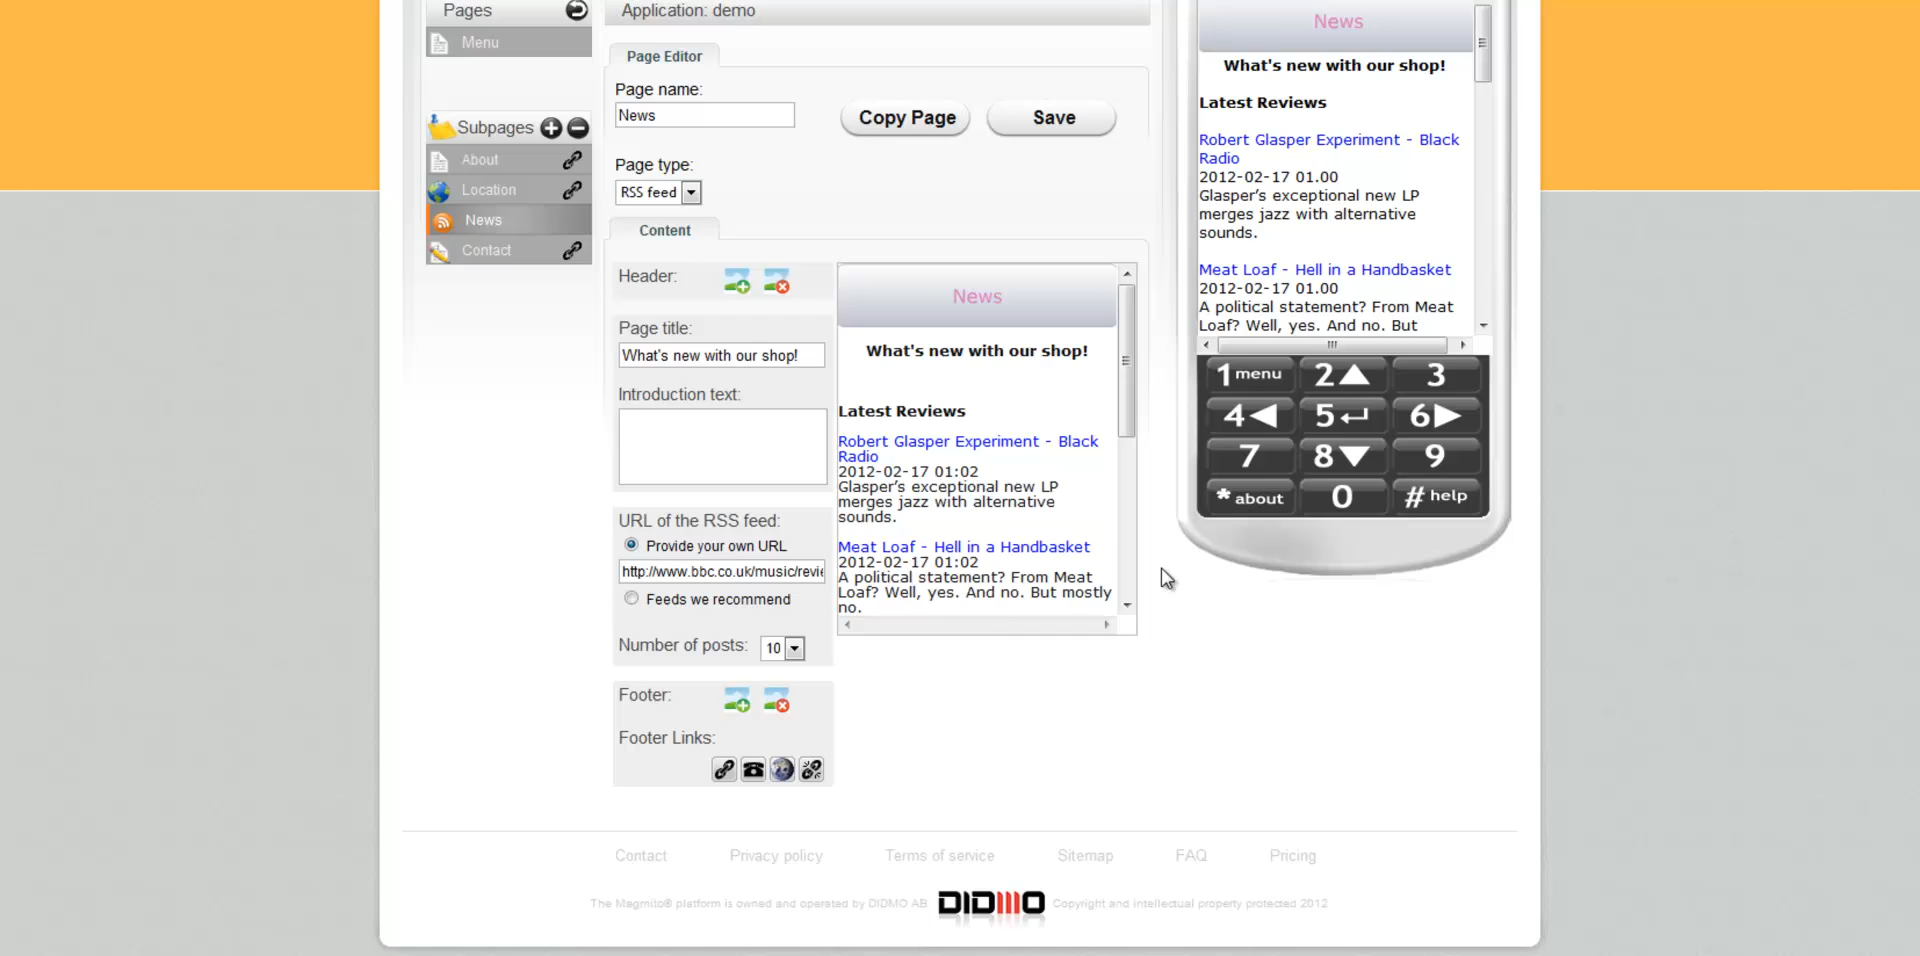 Pages
Menu
Subpages
About
Location
News
Contact
Application: demo
Page Editor
Page name:
News
Copy Page
Save
Page type:
RSS feed
Content
Header:
Page title:
What's new with our shop!
Introduction text:
URL of the RSS feed:
Provide your own URL
http://www.bbc.co.uk/music/revie
Feeds we recommend
Number of posts:
10
Footer:
Footer Links:
News
What's new with our shop!
Latest Reviews
Robert Glasper Experiment - Black
Radio
2012-02-17 01:02
Glasper’s exceptional new LP
merges jazz with alternative
sounds.
Meat Loaf - Hell in a Handbasket
2012-02-17 01:02
A political statement? From Meat
Loaf? Well, yes. And no. But mostly
no.
News
What's new with our shop!
Latest Reviews
Robert Glasper Experiment - Black
Radio
2012-02-17 01.00
Glasper’s exceptional new LP
merges jazz with alternative
sounds.
Meat Loaf - Hell in a Handbasket
2012-02-17 01.00
A political statement? From Meat
Loaf? Well, yes. And no. But
1 menu 2 3
4 5 6
7 8 9
* about 0 # help
Contact Privacy policy Terms of service Sitemap FAQ Pricing
The Magmito® platform is owned and operated by DIDMO AB DIDMO Copyright and intellectual property protected 2012